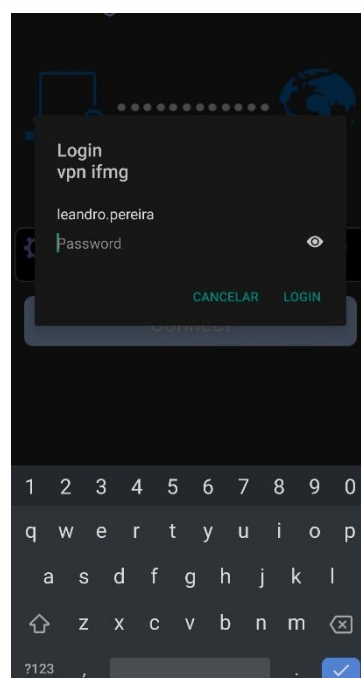 Login
vpn ifmg
leandro.pereira
Password
CANCELAR LOGIN
Connect
1 2 3 4 5 6 7 8 9 0
q w e r t y u i o p
a s d f g h j k l
z x c v b n m
?123 , .